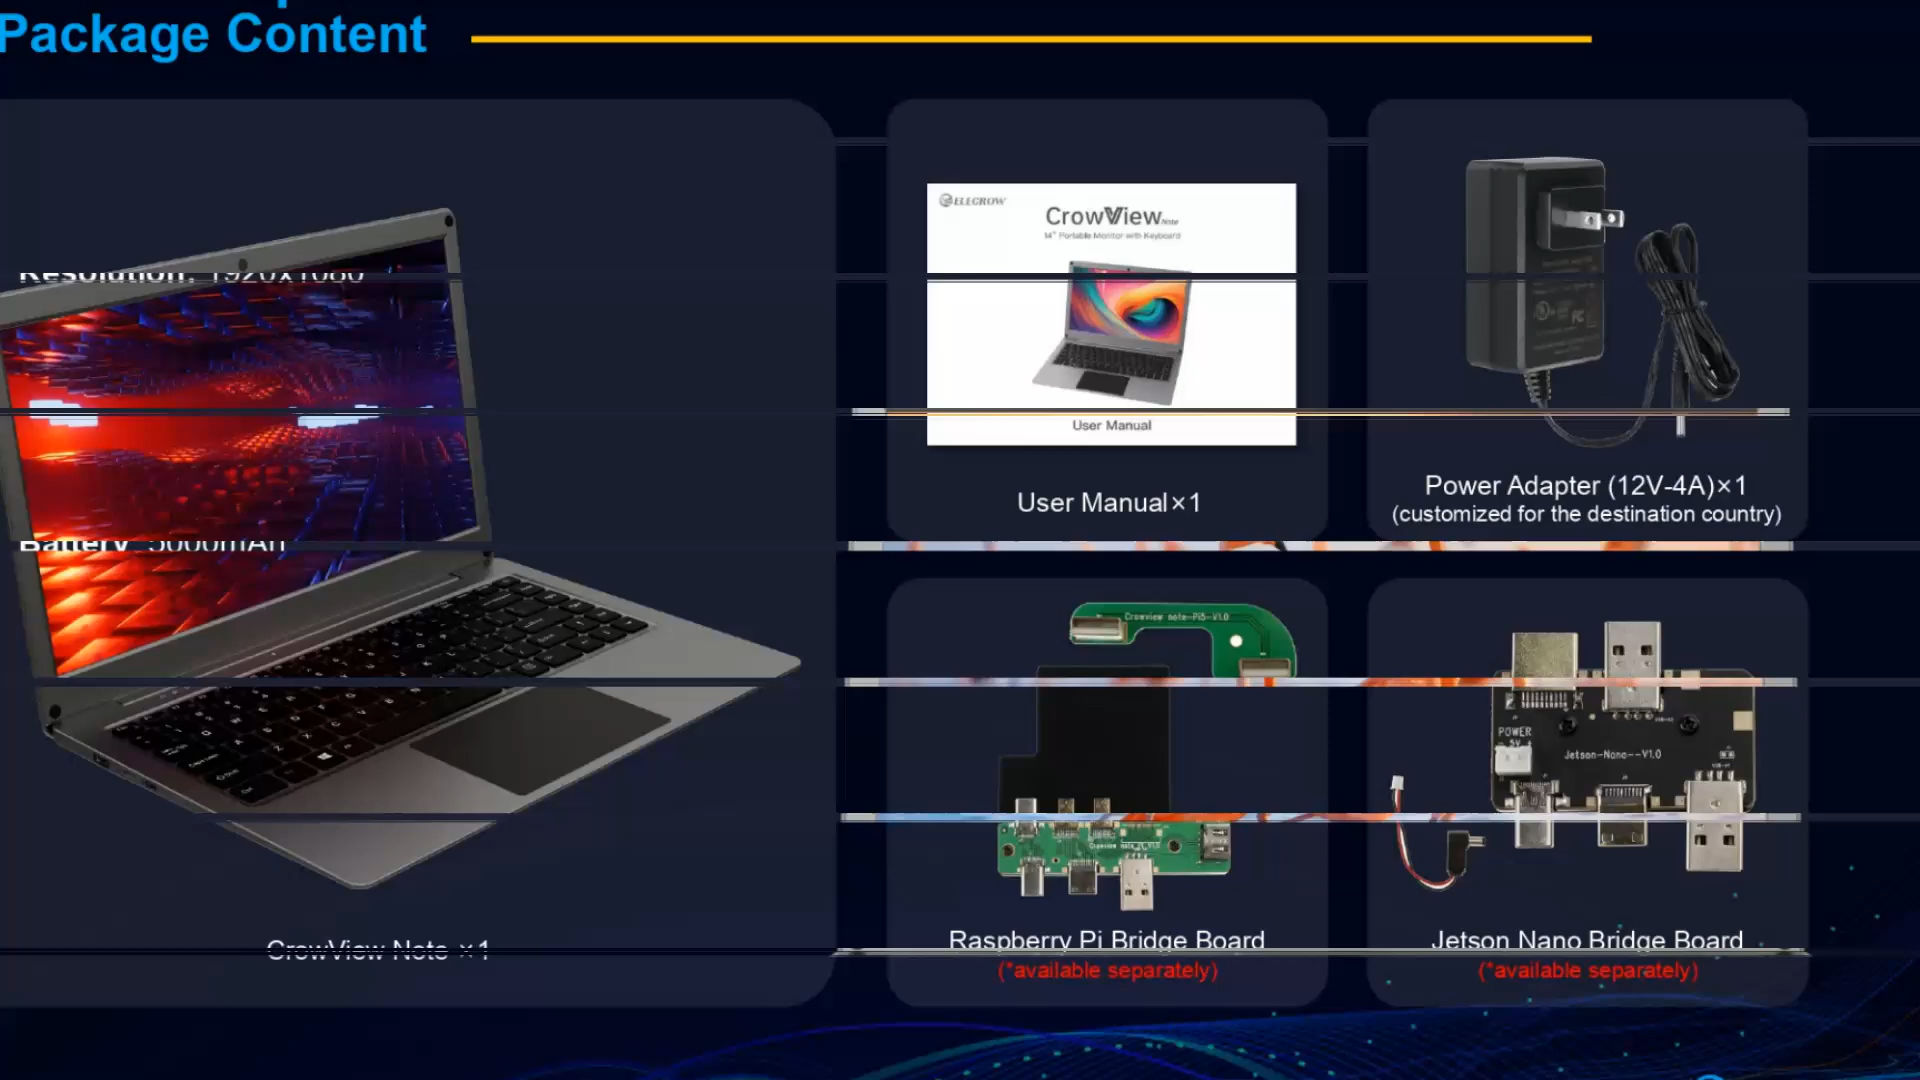 Package Content
Resolution: 1920x1080
Battery 5000mAh
CrowView Note ×1
ELECROW
CrowView Note
14" Portable Monitor with Keyboard
User Manual
User Manual×1
Power Adapter (12V-4A)×1
(customized for the destination country)
Crowview note-Pi5-V1.0
Raspberry Pi Bridge Board
(*available separately)
POWER
5V
Jetson-Nano--V1.0
Jetson Nano Bridge Board
(*available separately)